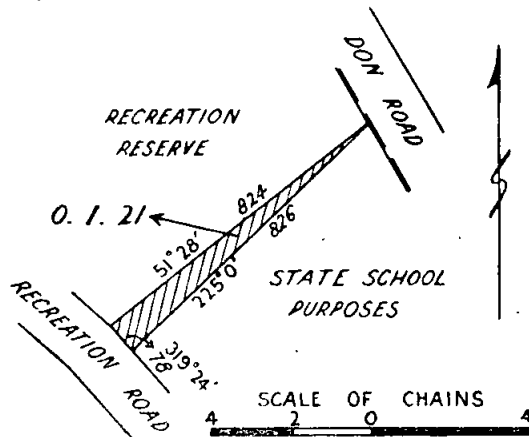 DON ROAD
RECREATION
RESERVE
O. 1. 21
824
826
51°28'
225°0'
STATE SCHOOL
PURPOSES
RECREATION ROAD
319°24'
78
SCALE OF CHAINS
4 2 0 4